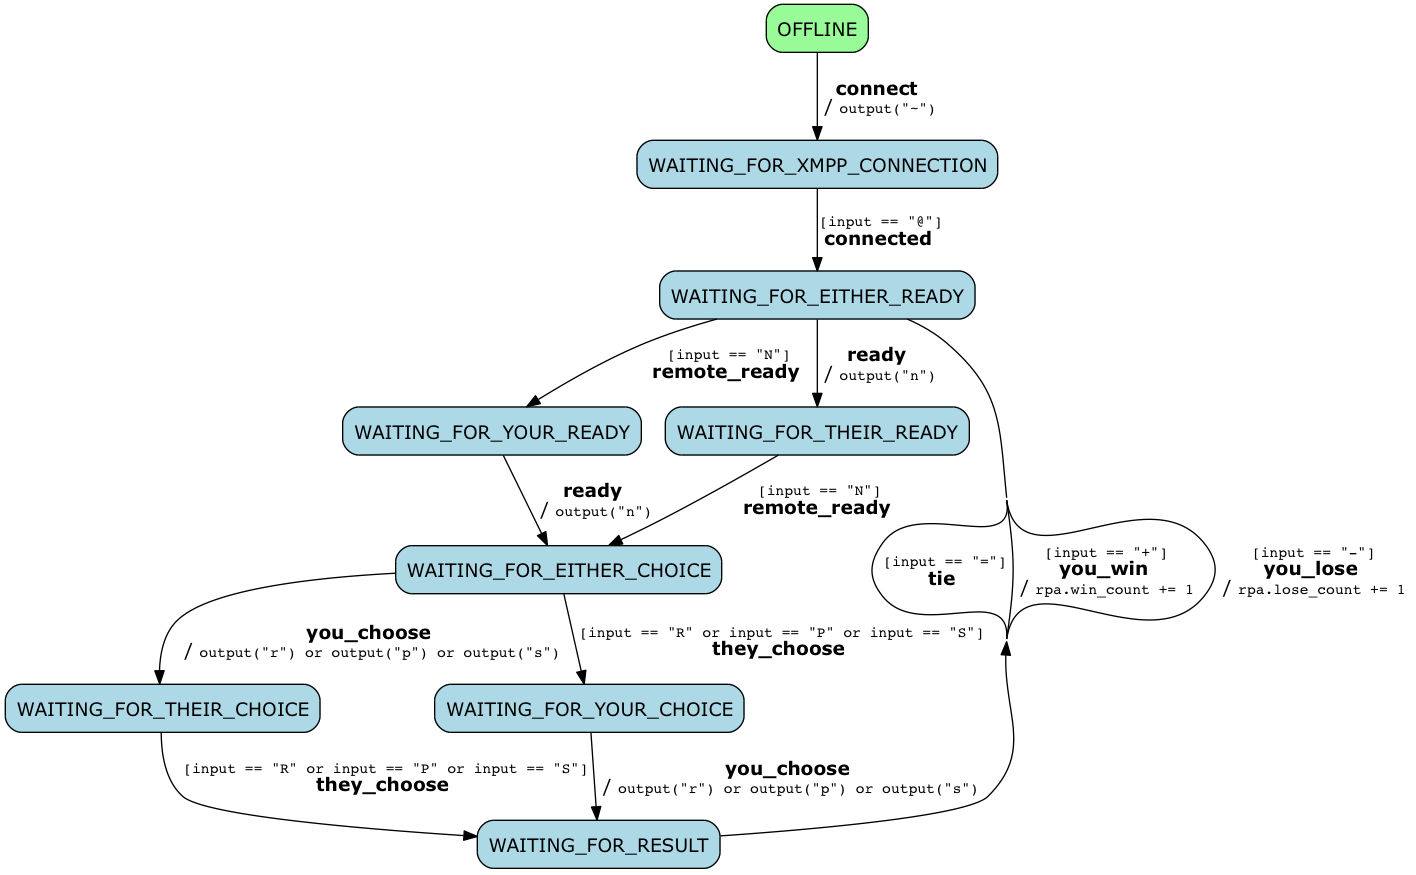 OFFLINE
connect
/ output("~")
WAITING_FOR_XMPP_CONNECTION
[input == "@"]
connected
WAITING_FOR_EITHER_READY
[input == "N"]
remote_ready
ready
/ output("n")
WAITING_FOR_YOUR_READY
WAITING_FOR_THEIR_READY
ready
/ output("n")
[input == "N"]
remote_ready
WAITING_FOR_EITHER_CHOICE
[input == "="]
tie
[input == "+"]
you_win
/ rpa.win_count += 1
[input == "-"]
you_lose
/ rpa.lose_count += 1
you_choose
/ output("r") or output("p") or output("s")
[input == "R" or input == "P" or input == "S"]
they_choose
WAITING_FOR_THEIR_CHOICE
WAITING_FOR_YOUR_CHOICE
[input == "R" or input == "P" or input == "S"]
they_choose
you_choose
/ output("r") or output("p") or output("s")
WAITING_FOR_RESULT